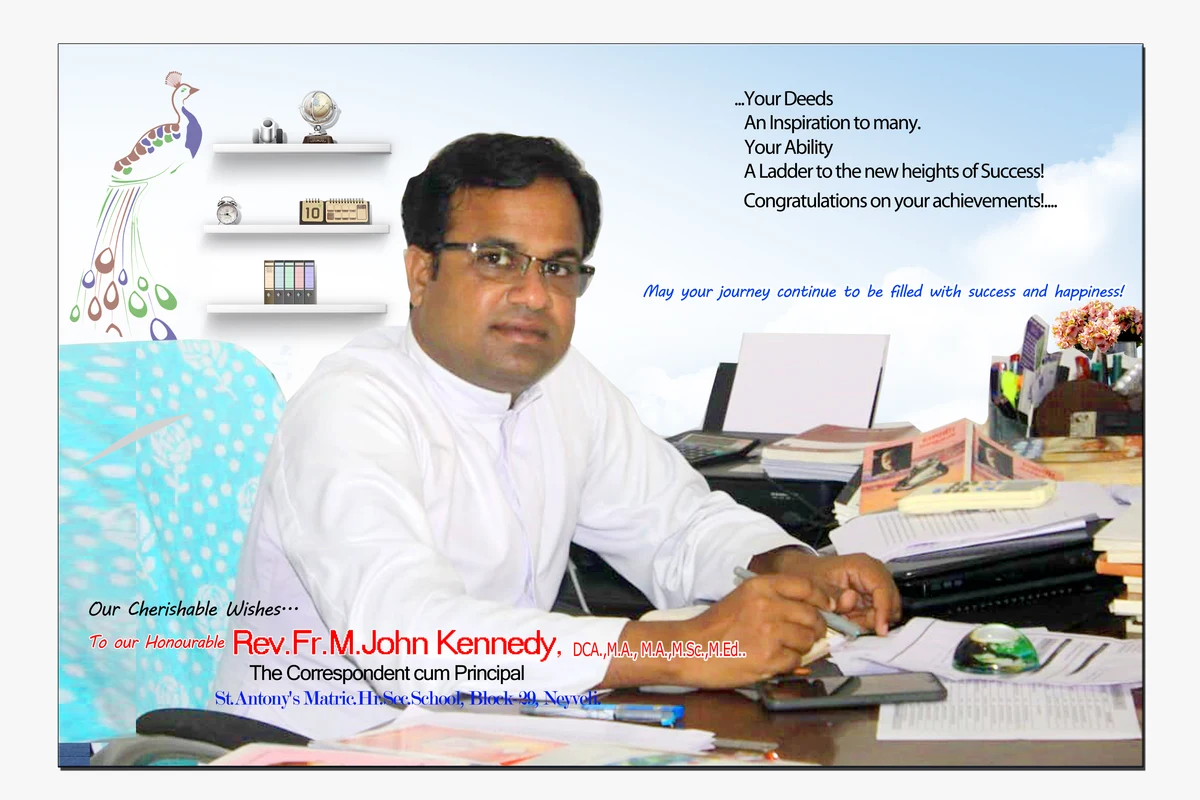 ...Your Deeds
An Inspiration to many.
Your Ability
A Ladder to the new heights of Success!
Congratulations on your achievements!....
May your journey continue to be filled with success and happiness!
10
Our Cherishable Wishes...
To our Honourable Rev.Fr.M.John Kennedy, DCA.,M.A., M.A.,M.Sc.,M.Ed..
The Correspondent cum Principal
St.Antony's Matric.Hr.Sec.School, Block-29, Neyveli.